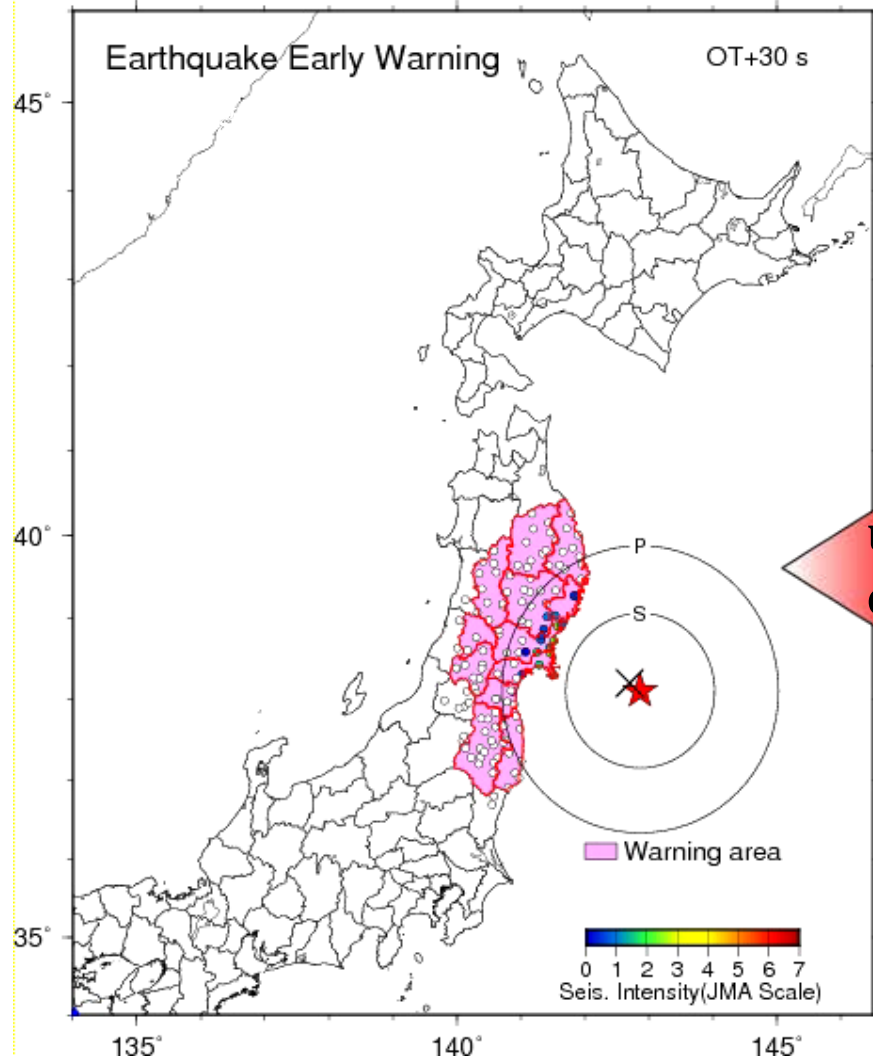 Earthquake Early Warning
OT+30 s
45°
40°
P
S
Warning area
35°
0 1 2 3 4 5 6 7
Seis. Intensity(JMA Scale)
135° 140° 145°